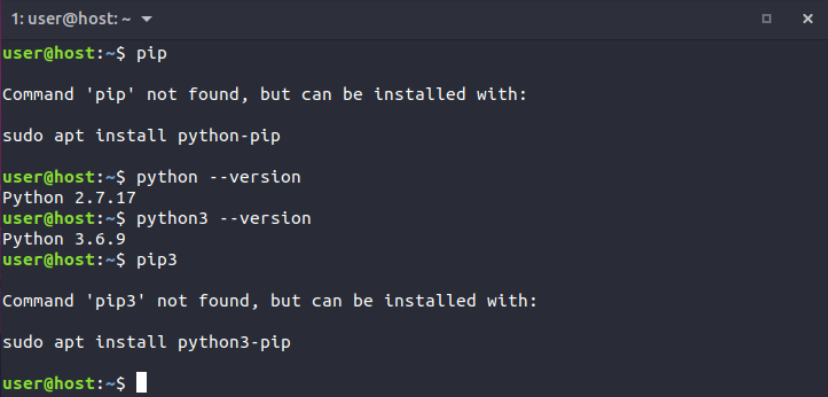 1: user@host: ~
user@host:~$ pip
Command 'pip' not found, but can be installed with:
sudo apt install python-pip
user@host:~$ python --version
Python 2.7.17
user@host:~$ python3 --version
Python 3.6.9
user@host:~$ pip3
Command 'pip3' not found, but can be installed with:
sudo apt install python3-pip
user@host:~$